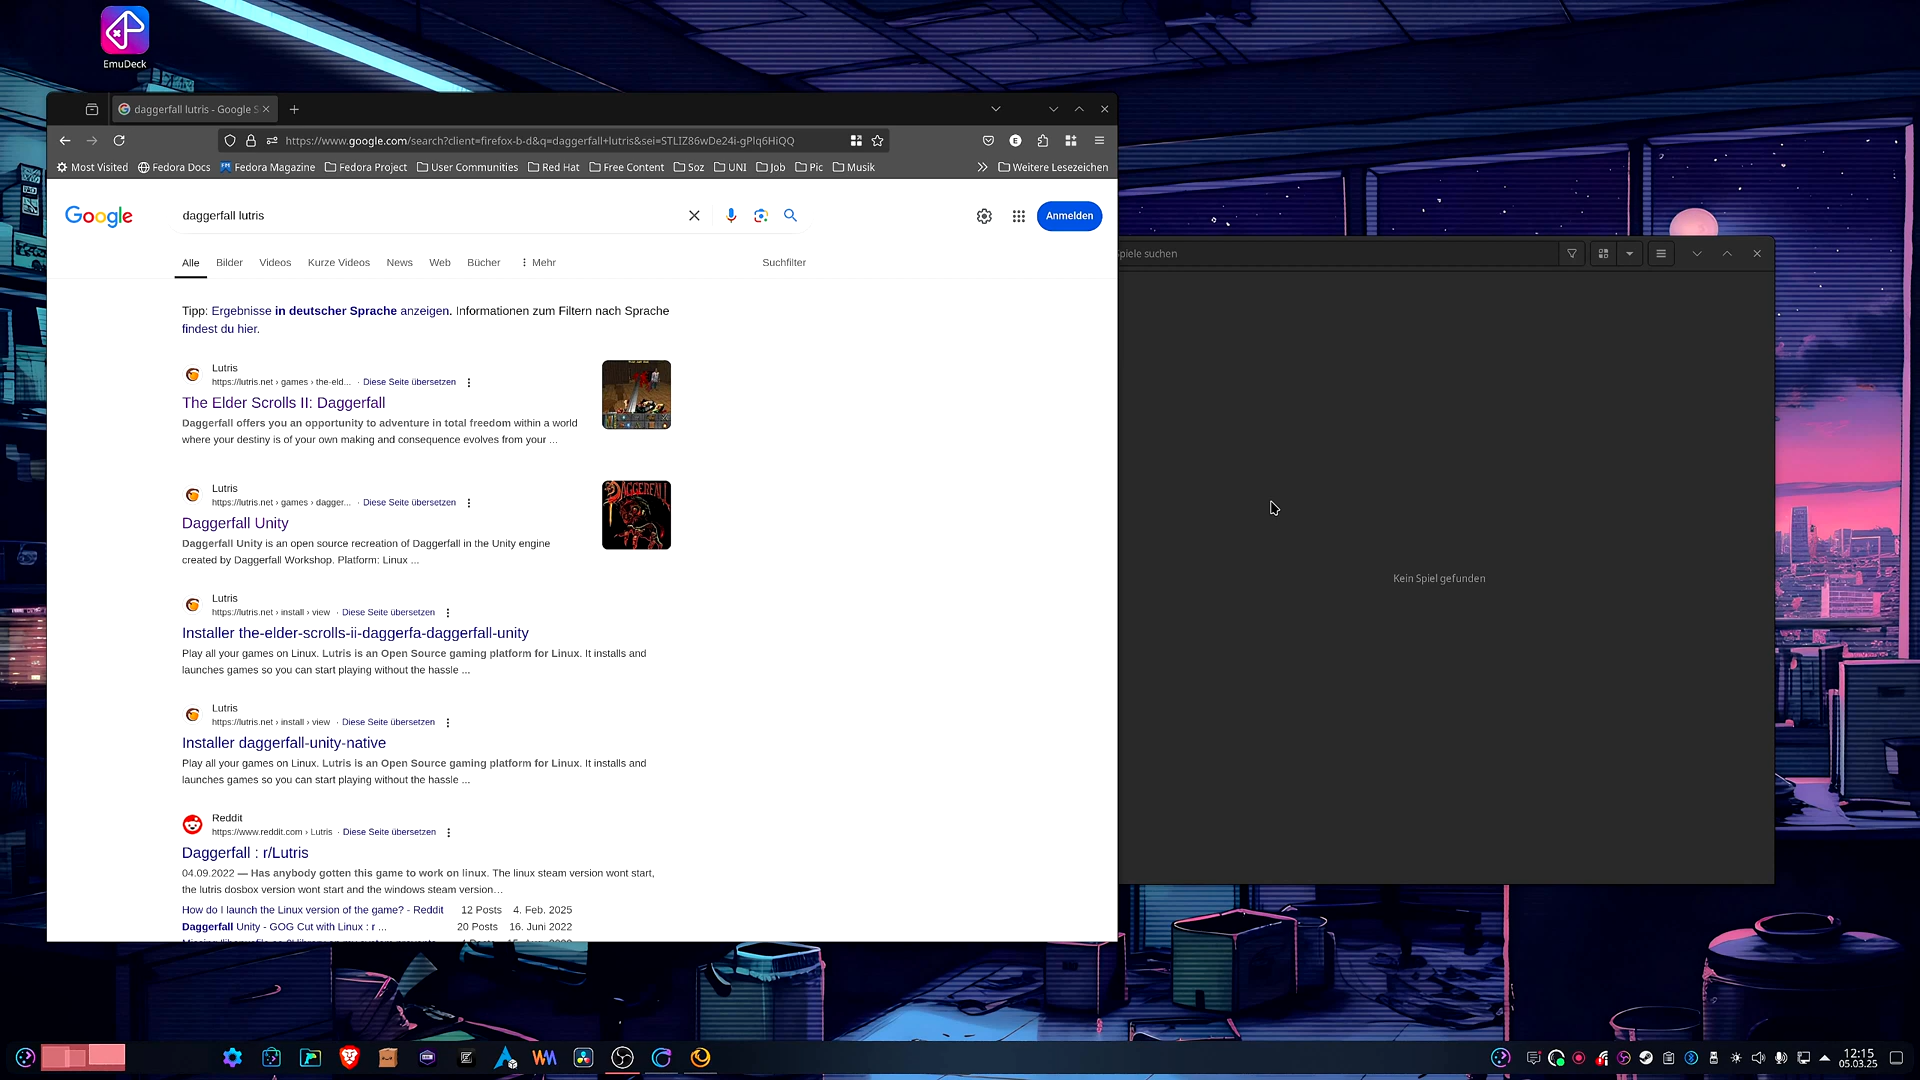 EmuDeck
daggerfall lutris - Google S
https://www.google.com/search?client=firefox-b-d&q=daggerfall+lutris&sei=STLIZ86wDe24i-gPlq6HiQQ
Most Visited
Fedora Docs
Fedora Magazine
Fedora Project
User Communities
Red Hat
Free Content
Soz
UNI
Job
Pic
Musik
Weitere Lesezeichen
Google
daggerfall lutris
Anmelden
Alle
Bilder
Videos
Kurze Videos
News
Web
Bücher
Mehr
Suchfilter
piele suchen
Tipp: Ergebnisse in deutscher Sprache anzeigen. Informationen zum Filtern nach Sprache
findest du hier.
Lutris
https://lutris.net › games › the-eld... · Diese Seite übersetzen
The Elder Scrolls II: Daggerfall
Daggerfall offers you an opportunity to adventure in total freedom within a world
where your destiny is of your own making and consequence evolves from your ...
Lutris
https://lutris.net › games › dagger... · Diese Seite übersetzen
Daggerfall Unity
DAGGERFALL
Daggerfall Unity is an open source recreation of Daggerfall in the Unity engine
created by Daggerfall Workshop. Platform: Linux ...
Kein Spiel gefunden
Lutris
https://lutris.net › install › view · Diese Seite übersetzen
Installer the-elder-scrolls-ii-daggerfa-daggerfall-unity
Play all your games on Linux. Lutris is an Open Source gaming platform for Linux. It installs and
launches games so you can start playing without the hassle ...
Lutris
https://lutris.net › install › view · Diese Seite übersetzen
Installer daggerfall-unity-native
Play all your games on Linux. Lutris is an Open Source gaming platform for Linux. It installs and
launches games so you can start playing without the hassle ...
Reddit
https://www.reddit.com › Lutris · Diese Seite übersetzen
Daggerfall : r/Lutris
04.09.2022 — Has anybody gotten this game to work on linux. The linux steam version wont start,
the lutris dosbox version wont start and the windows steam version...
How do I launch the Linux version of the game? - Reddit 12 Posts 4. Feb. 2025
Daggerfall Unity - GOG Cut with Linux : r ... 20 Posts 16. Juni 2022
12:15
05.03.25